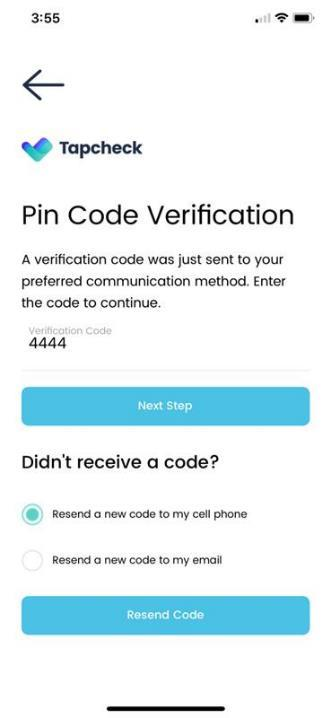 3:55
Tapcheck
Pin Code Verification
A verification code was just sent to your
preferred communication method. Enter
the code to continue.
Verification Code
4444
Next Step
Didn't receive a code?
Resend a new code to my cell phone
Resend a new code to my email
Resend Code